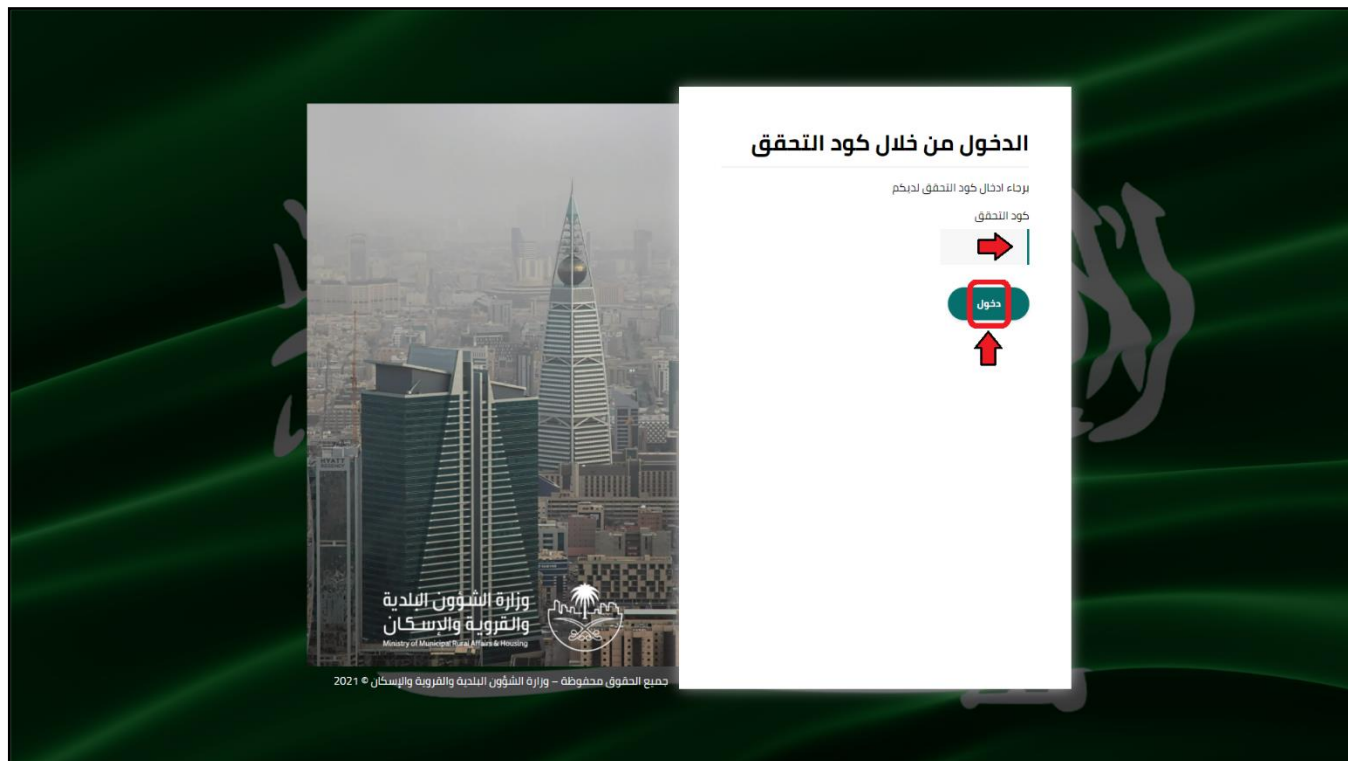 الدخول من خلال كود التحقق
برجاء ادخال كود التحقق لديكم
كود التحقق
دخول
HYATT
وزارة الشؤون البلدية
والقروية والإسكان
Ministry of Municipal Rural Affairs & Housing
جميع الحقوق محفوظة – وزارة الشؤون البلدية والقروية والإسكان © 2021